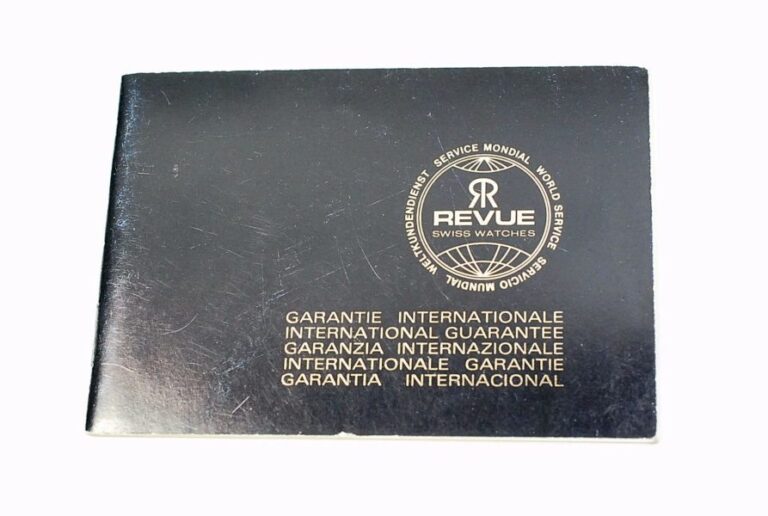 SERVICE MONDIAL WORLD SERVICE SERVICIO MUNDIAL WELTKUNDENDIENST
RR
REVUE
SWISS WATCHES
GARANTIE INTERNATIONALE
INTERNATIONAL GUARANTEE
GARANZIA INTERNAZIONALE
INTERNATIONALE GARANTIE
GARANTIA INTERNACIONAL